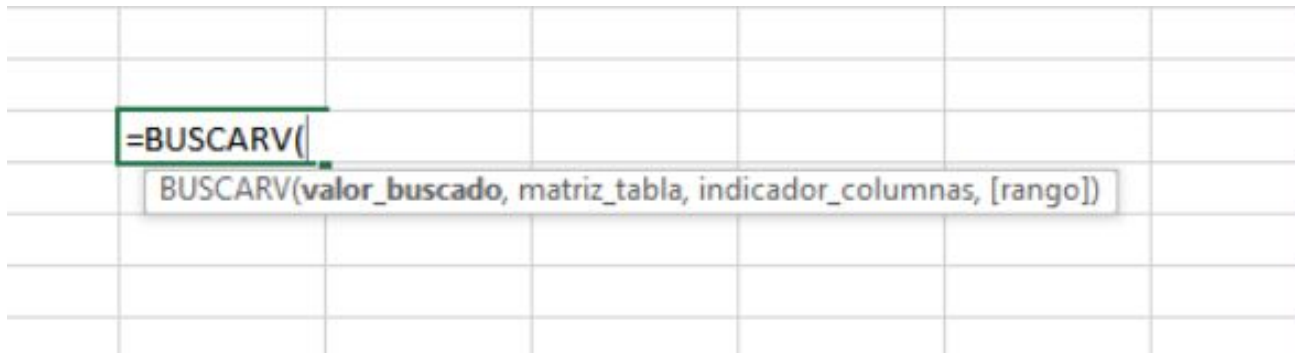 =BUSCARV(
BUSCARV(valor_buscado, matriz_tabla, indicador_columnas, [rango])